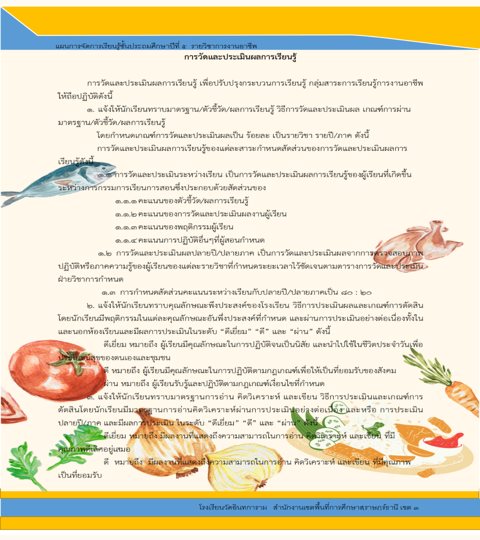 แผนการจัดการเรียนรู้ชั้นประถมศึกษาปีที่ ๕ รายวิชาการงานอาชีพ
การวัดและประเมินผลการเรียนรู้
การวัดและประเมินผลการเรียนรู้ เพื่อปรับปรุงกระบวนการเรียนรู้ กลุ่มสาระการเรียนรู้การงานอาชีพ
ให้ถือปฏิบัติดังนี้
๑. แจ้งให้นักเรียนทราบมาตรฐาน/ตัวชี้วัด/ผลการเรียนรู้ วิธีการวัดและประเมินผล เกณฑ์การผ่าน
มาตรฐาน/ตัวชี้วัด/ผลการเรียนรู้
โดยกำหนดเกณฑ์การวัดและประเมินผลเป็น ร้อยละ เป็นรายวิชา รายปี/ภาค ดังนี้
การวัดและประเมินผลการเรียนรู้ของแต่ละสาระกำหนดสัดส่วนของการวัดและประเมินผลการ
เรียนรู้ดังนี้
การวัดและประเมินระหว่างเรียน เป็นการวัดและประเมินผลการเรียนรู้ของผู้เรียนที่เกิดขึ้น
ระหว่างการกรรมการเรียนการสอนซึ่งประกอบด้วยสัดส่วนของ
๑.๑.๑ คะแนนของตัวชี้วัด/ผลการเรียนรู้
๑.๑.๒ คะแนนของการวัดและประเมินผลงานผู้เรียน
๑.๑.๓ คะแนนของพฤติกรรมผู้เรียน
๑.๑.๔ คะแนนการปฏิบัติอื่นๆที่ผู้สอนกำหนด
๑.๒ การวัดและประเมินผลปลายปี/ปลายภาค เป็นการวัดและประเมินผลจากการตรวจสอบภาพ
ปฏิบัติหรือภาคความรู้ของผู้เรียนของแต่ละรายวิชาที่กำหนดระยะเวลาไว้ชัดเจนตามตารางการวัดและประเมิน
ฝ่ายวิชาการกำหนด
๑.๓ การกำหนดสัดส่วนคะแนนระหว่างเรียนกับปลายปี/ปลายภาคเป็น ๘๐ : ๒๐
๒. แจ้งให้นักเรียนทราบคุณลักษณะพึงประสงค์ของโรงเรียน วิธีการประเมินผลและเกณฑ์การตัดสิน
โดยนักเรียนมีพฤติกรรมในแต่ละคุณลักษณะอันพึงประสงค์ที่กำหนด และผ่านการประเมินอย่างต่อเนื่องทั้งใน
และนอกห้องเรียนและมีผลการประเมินในระดับ “ดีเยี่ยม” “ดี” และ “ผ่าน” ดังนี้
ดีเยี่ยม หมายถึง ผู้เรียนมีคุณลักษณะในการปฏิบัติจนเป็นนิสัย และนำไปใช้ในชีวิตประจำวันเพื่อ
ประโยชน์สุขของตนเองและชุมชน
ดี หมายถึง ผู้เรียนมีคุณลักษณะในการปฏิบัติตามกฎเกณฑ์เพื่อให้เป็นที่ยอมรับของสังคม
ผ่าน หมายถึง ผู้เรียนรับรู้และปฏิบัติตามกฎเกณฑ์เงื่อนไขที่กำหนด
๓. แจ้งให้นักเรียนทราบมาตรฐานการอ่าน คิดวิเคราะห์ และเขียน วิธีการประเมินและเกณฑ์การ
ตัดสินโดยนักเรียนมีมาตรฐานการอ่านคิดวิเคราะห์ผ่านการประเมินอย่างต่อเนื่อง และหรือ การประเมิน
ปลายปี/ภาค และมีผลการประเมิน ในระดับ “ดีเยี่ยม” “ดี” และ “ผ่าน” ดังนี้
ดีเยี่ยม หมายถึง มีผลงานที่แสดงถึงความสามารถในการอ่าน คิดวิเคราะห์ และเขียน ที่มี
คุณภาพดีเลิศอยู่เสมอ
ดี หมายถึง มีผลงานที่แสดงถึงความสามารถในการอ่าน คิดวิเคราะห์ และเขียน ที่มีคุณภาพ
เป็นที่ยอมรับ
โรงเรียนวัดอินทการาม สำนักงานเขตพื้นที่การศึกษาสุราษฎร์ธานี เขต ๓